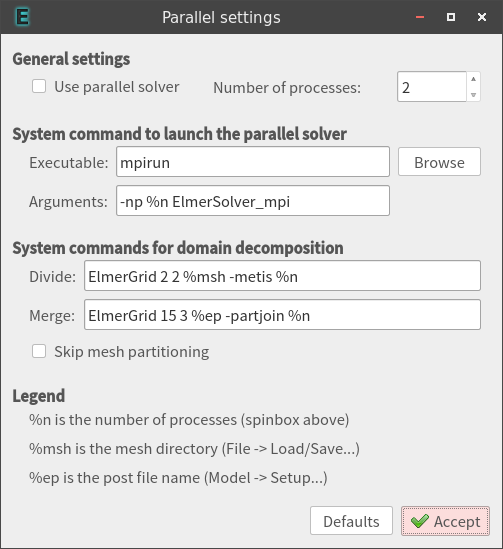 Parallel settings
General settings
Use parallel solver Number of processes: 2
System command to launch the parallel solver
Executable: mpirun Browse
Arguments: -np %n ElmerSolver_mpi
System commands for domain decomposition
Divide: ElmerGrid 2 2 %msh -metis %n
Merge: ElmerGrid 15 3 %ep -partjoin %n
Skip mesh partitioning
Legend
%n is the number of processes (spinbox above)
%msh is the mesh directory (File -> Load/Save...)
%ep is the post file name (Model -> Setup...)
Defaults Accept